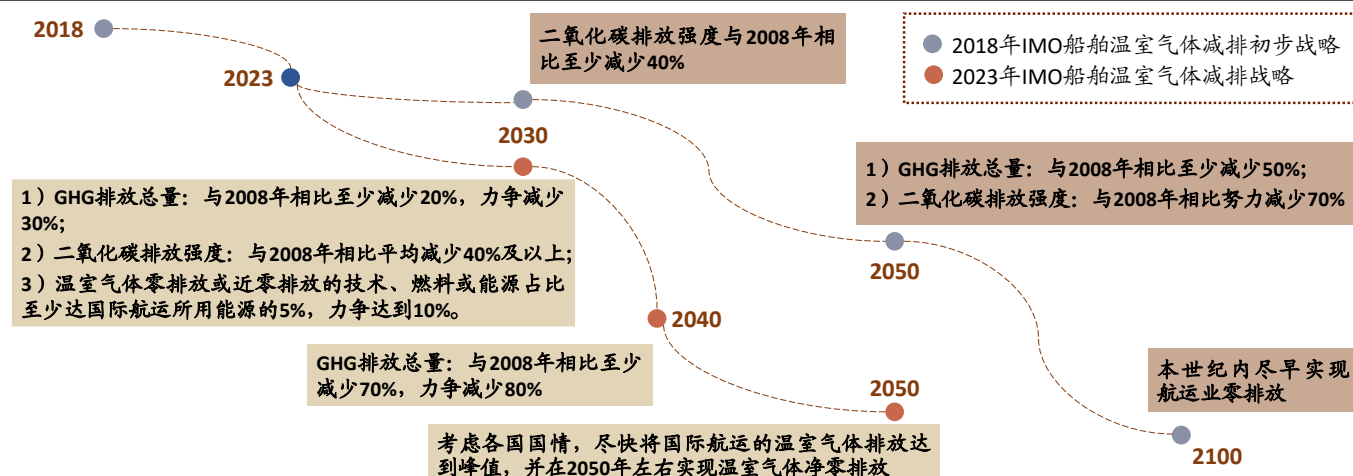 2018
二氧化碳排放强度与2008年相
比至少减少40%
2018年IMO船舶温室气体减排初步战略
2023年IMO船舶温室气体减排战略
2023
2030
1）GHG排放总量：与2008年相比至少减少50%;
2）二氧化碳排放强度：与2008年相比努力减少70%
1）GHG排放总量：与2008年相比至少减少20%，力争减少
30%;
2）二氧化碳排放强度：与2008年相比平均减少40%及以上;
3）温室气体零排放或近零排放的技术、燃料或能源占比
至少达国际航运所用能源的5%，力争达到10%。
2050
2040
GHG排放总量：与2008年相比至少
减少70%，力争减少80%
2050
本世纪内尽早实现
航运业零排放
考虑各国国情，尽快将国际航运的温室气体排放达
到峰值，并在2050年左右实现温室气体净零排放
2100